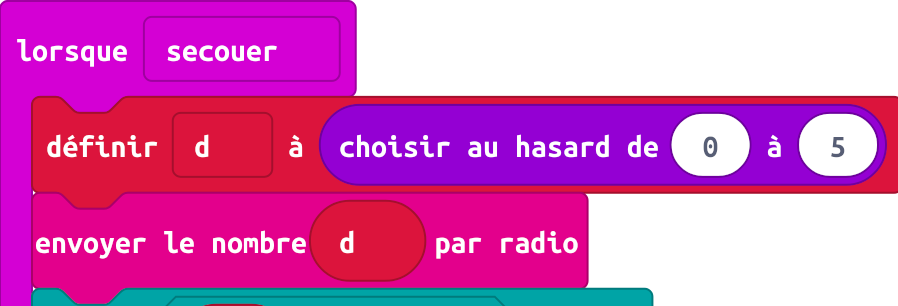 lorsque secouer
définir d à choisir au hasard de 0 à 5
envoyer le nombre d par radio